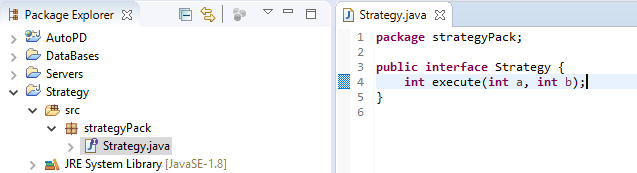 Package Explorer
AutoPD
DataBases
Servers
Strategy
src
strategyPack
Strategy.java
JRE System Library [JavaSE-1.8]
Strategy.java
1 package strategyPack;
2
3 public interface Strategy {
4     int execute(int a, int b);
5 }
6